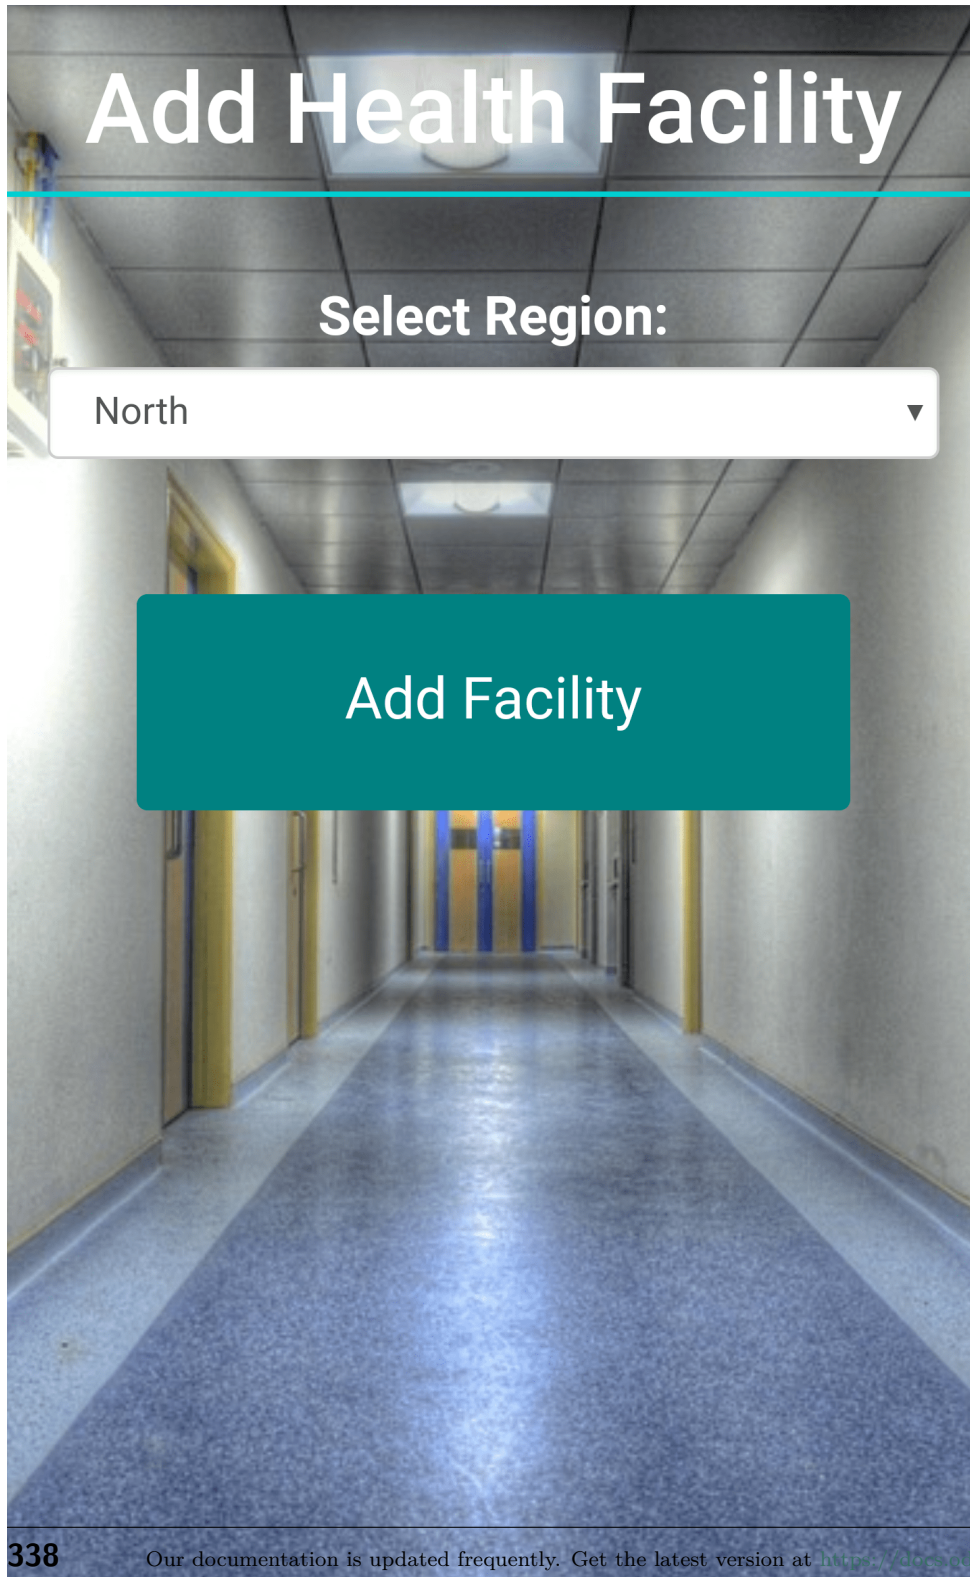 Add Health Facility
Select Region:
North
Add Facility
338 Our documentation is updated frequently. Get the latest version at